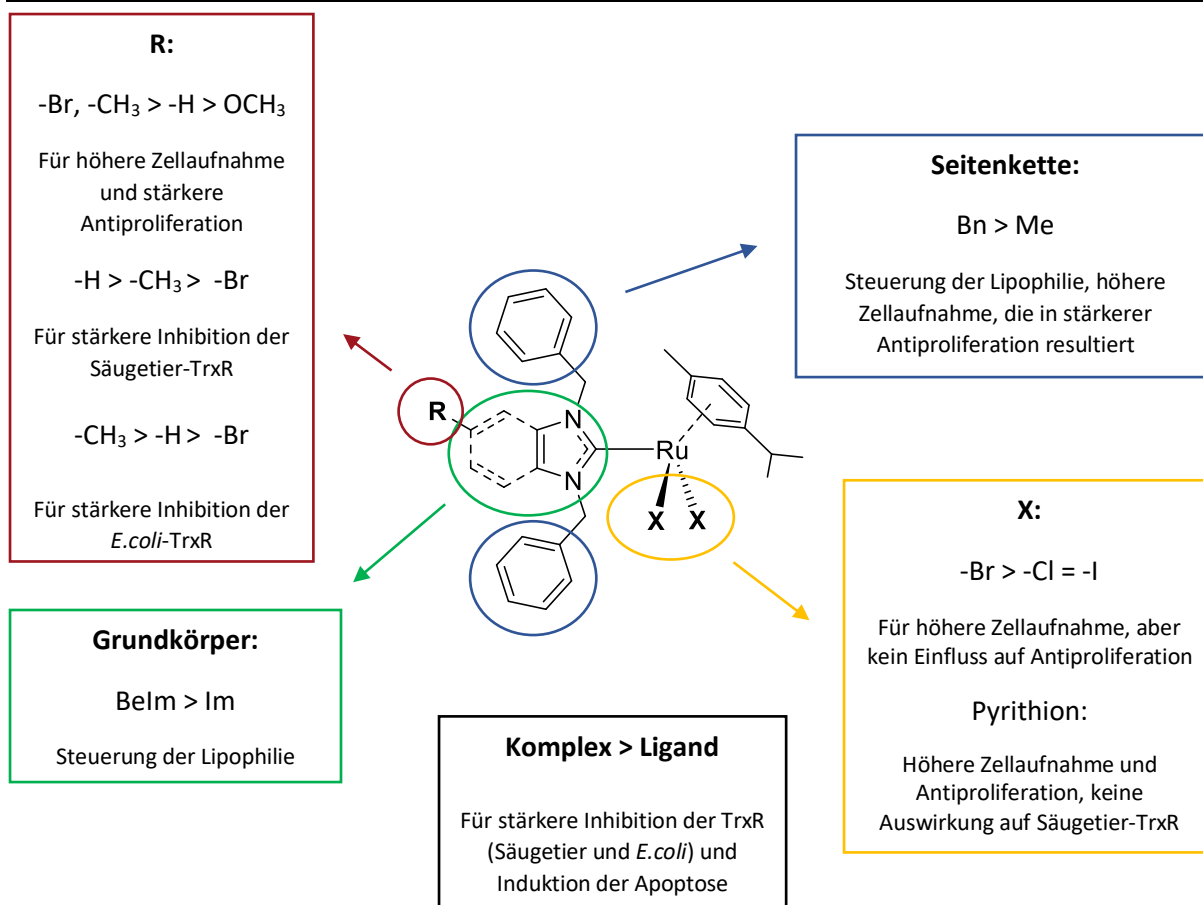 R:
-Br, -CH₃ > -H > OCH₃
Für höhere Zellaufnahme
und stärkere
Antiproliferation
-H > -CH₃ > -Br
Für stärkere Inhibition der
Säugetier-TrxR
-CH₃ > -H > -Br
Für stärkere Inhibition der
E.coli-TrxR
Seitenkette:
Bn > Me
Steuerung der Lipophilie, höhere
Zellaufnahme, die in stärkerer
Antiproliferation resultiert
R
N
N
Ru
X
X
Grundkörper:
BeIm > Im
Steuerung der Lipophilie
Komplex > Ligand
Für stärkere Inhibition der TrxR
(Säugetier und E.coli) und
Induktion der Apoptose
X:
-Br > -Cl = -I
Für höhere Zellaufnahme, aber
kein Einfluss auf Antiproliferation
Pyrithion:
Höhere Zellaufnahme und
Antiproliferation, keine
Auswirkung auf Säugetier-TrxR